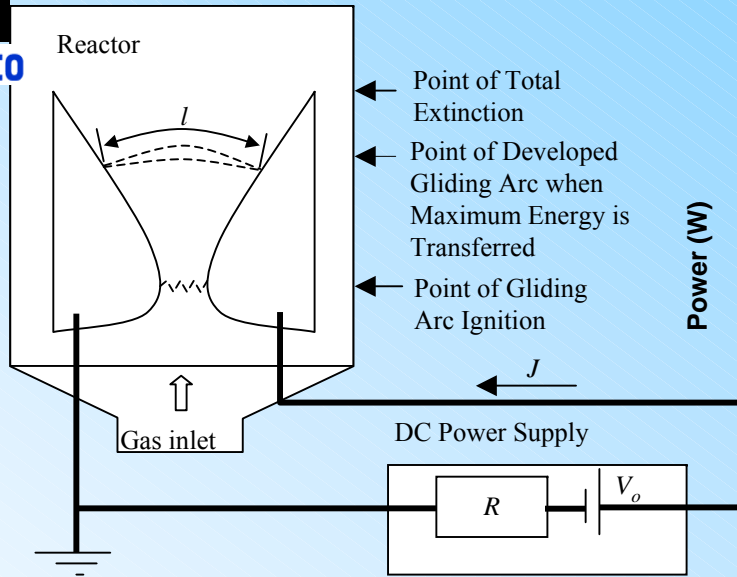 Reactor
l
Point of Total
Extinction
Point of Developed
Gliding Arc when
Maximum Energy is
Transferred
Point of Gliding
Arc Ignition
Power (W)
J
Gas inlet
DC Power Supply
R
V_o